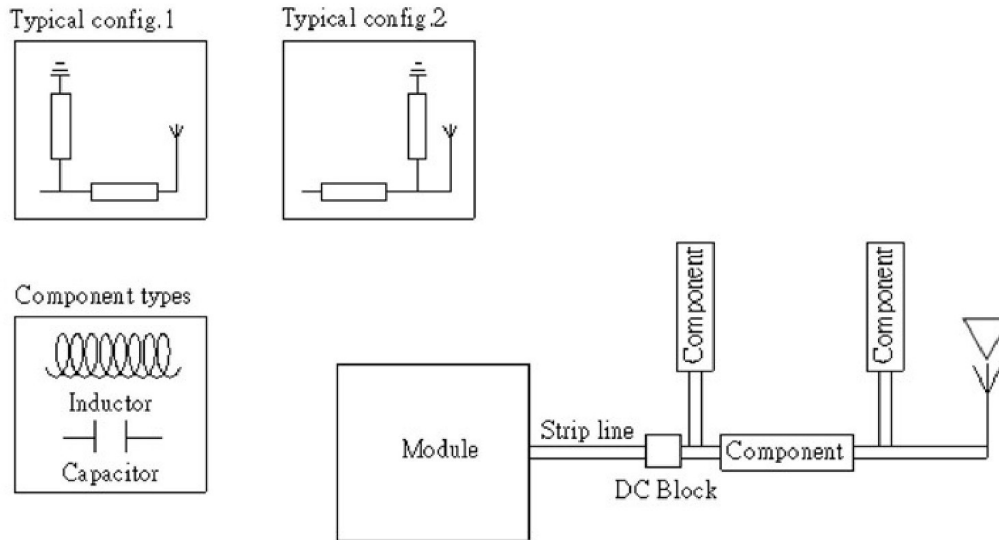 Typical config.1
Typical config.2
Component types
Inductor
Capacitor
Module
Strip line
DC Block
Component
Component
Component